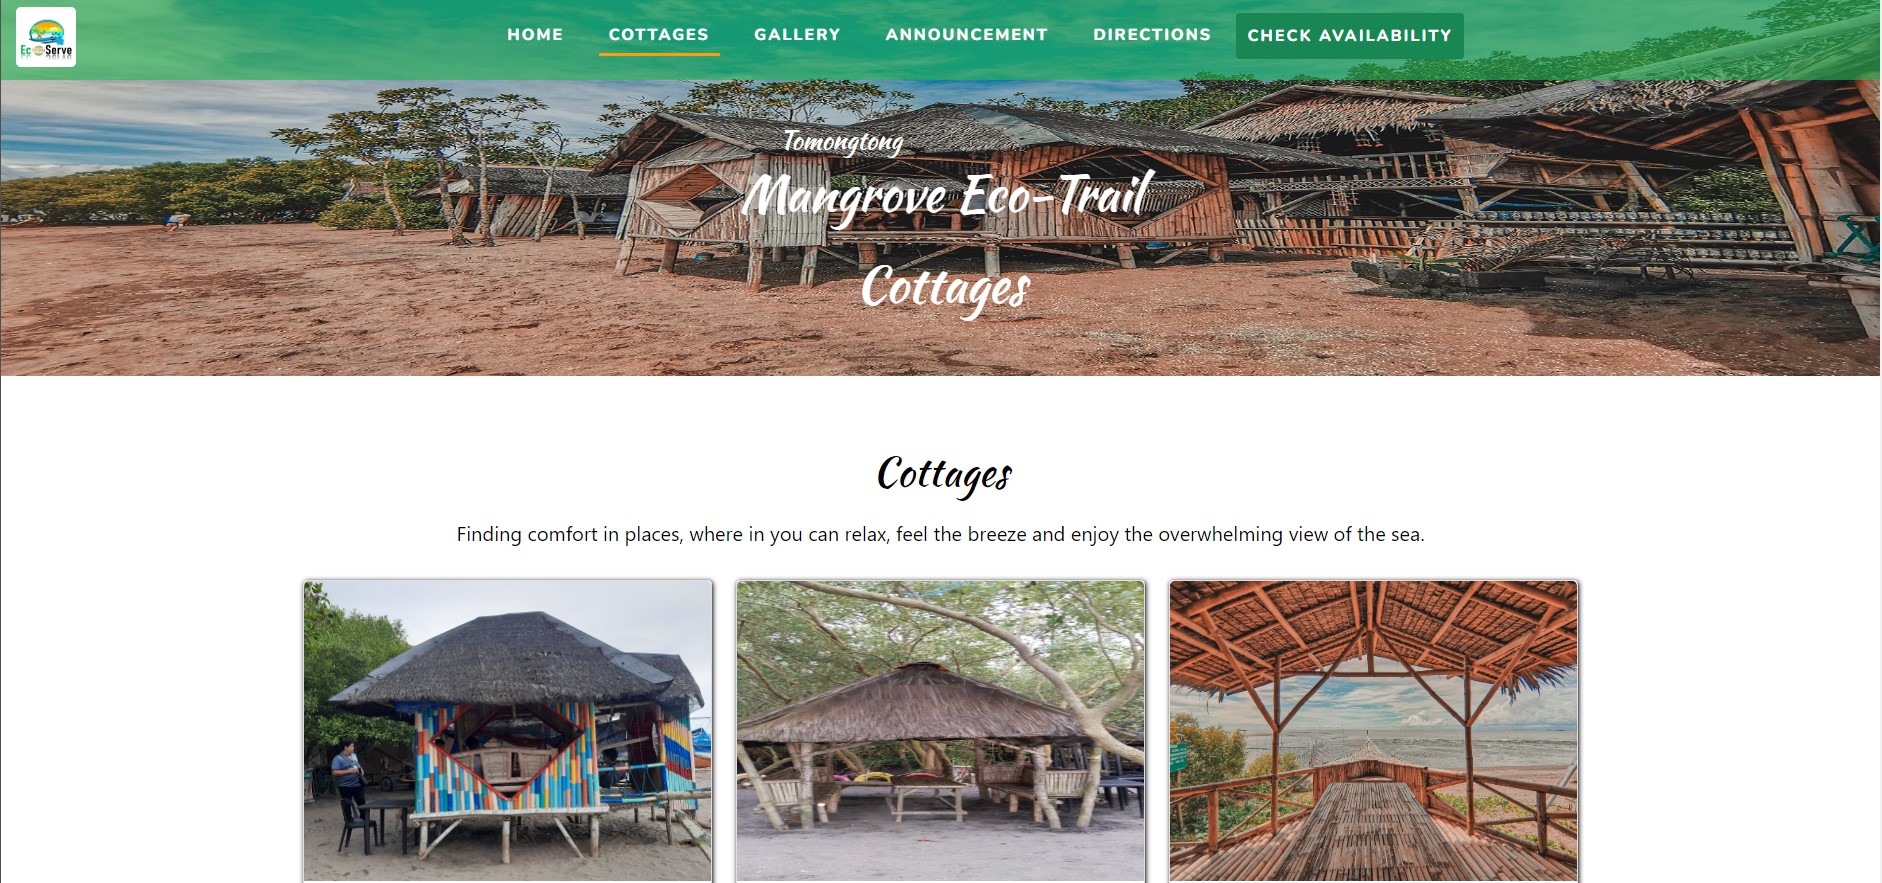 Ec Serve
HOME
COTTAGES
GALLERY
ANNOUNCEMENT
DIRECTIONS
CHECK AVAILABILITY
Tomongtong
Mangrove Eco-Trail
Cottages
Cottages
Finding comfort in places, where in you can relax, feel the breeze and enjoy the overwhelming view of the sea.